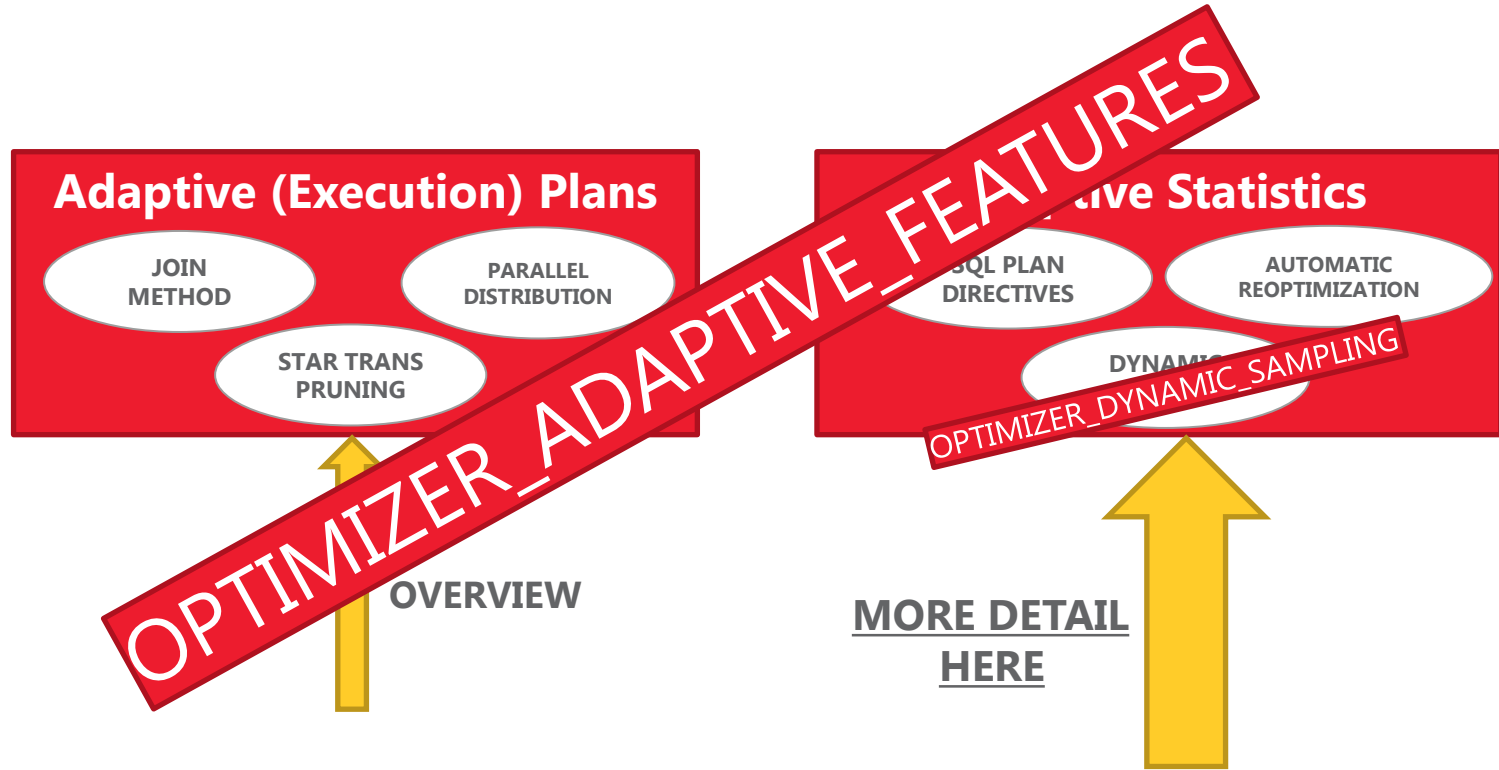 Adaptive (Execution) Plans
JOIN
METHOD
PARALLEL
DISTRIBUTION
STAR TRANS
PRUNING
OVERVIEW
OPTIMIZER_ADAPTIVE_FEATURES
tive Statistics
SQL PLAN
DIRECTIVES
AUTOMATIC
REOPTIMIZATION
DYNAMIC
OPTIMIZER_DYNAMIC_SAMPLING
MORE DETAIL
HERE